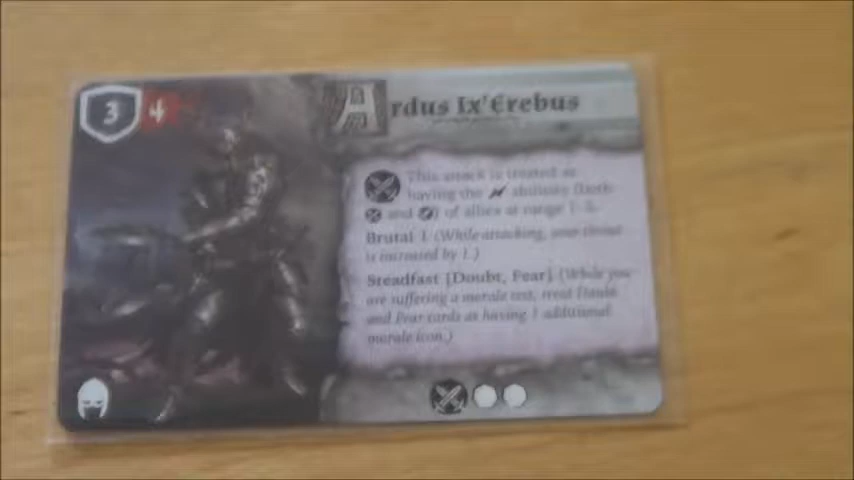 3 4
Ardus Ix'Erebus
This attack is treated as
having the abilities (both
and ) of allies at range 1-
Brutal 1 (While attacking, your threat
is increased by 1.)
Steadfast [Doubt, Fear] (While you
are suffering a morale test, treat Doubt
and Fear cards as having 1 additional
morale icon.)